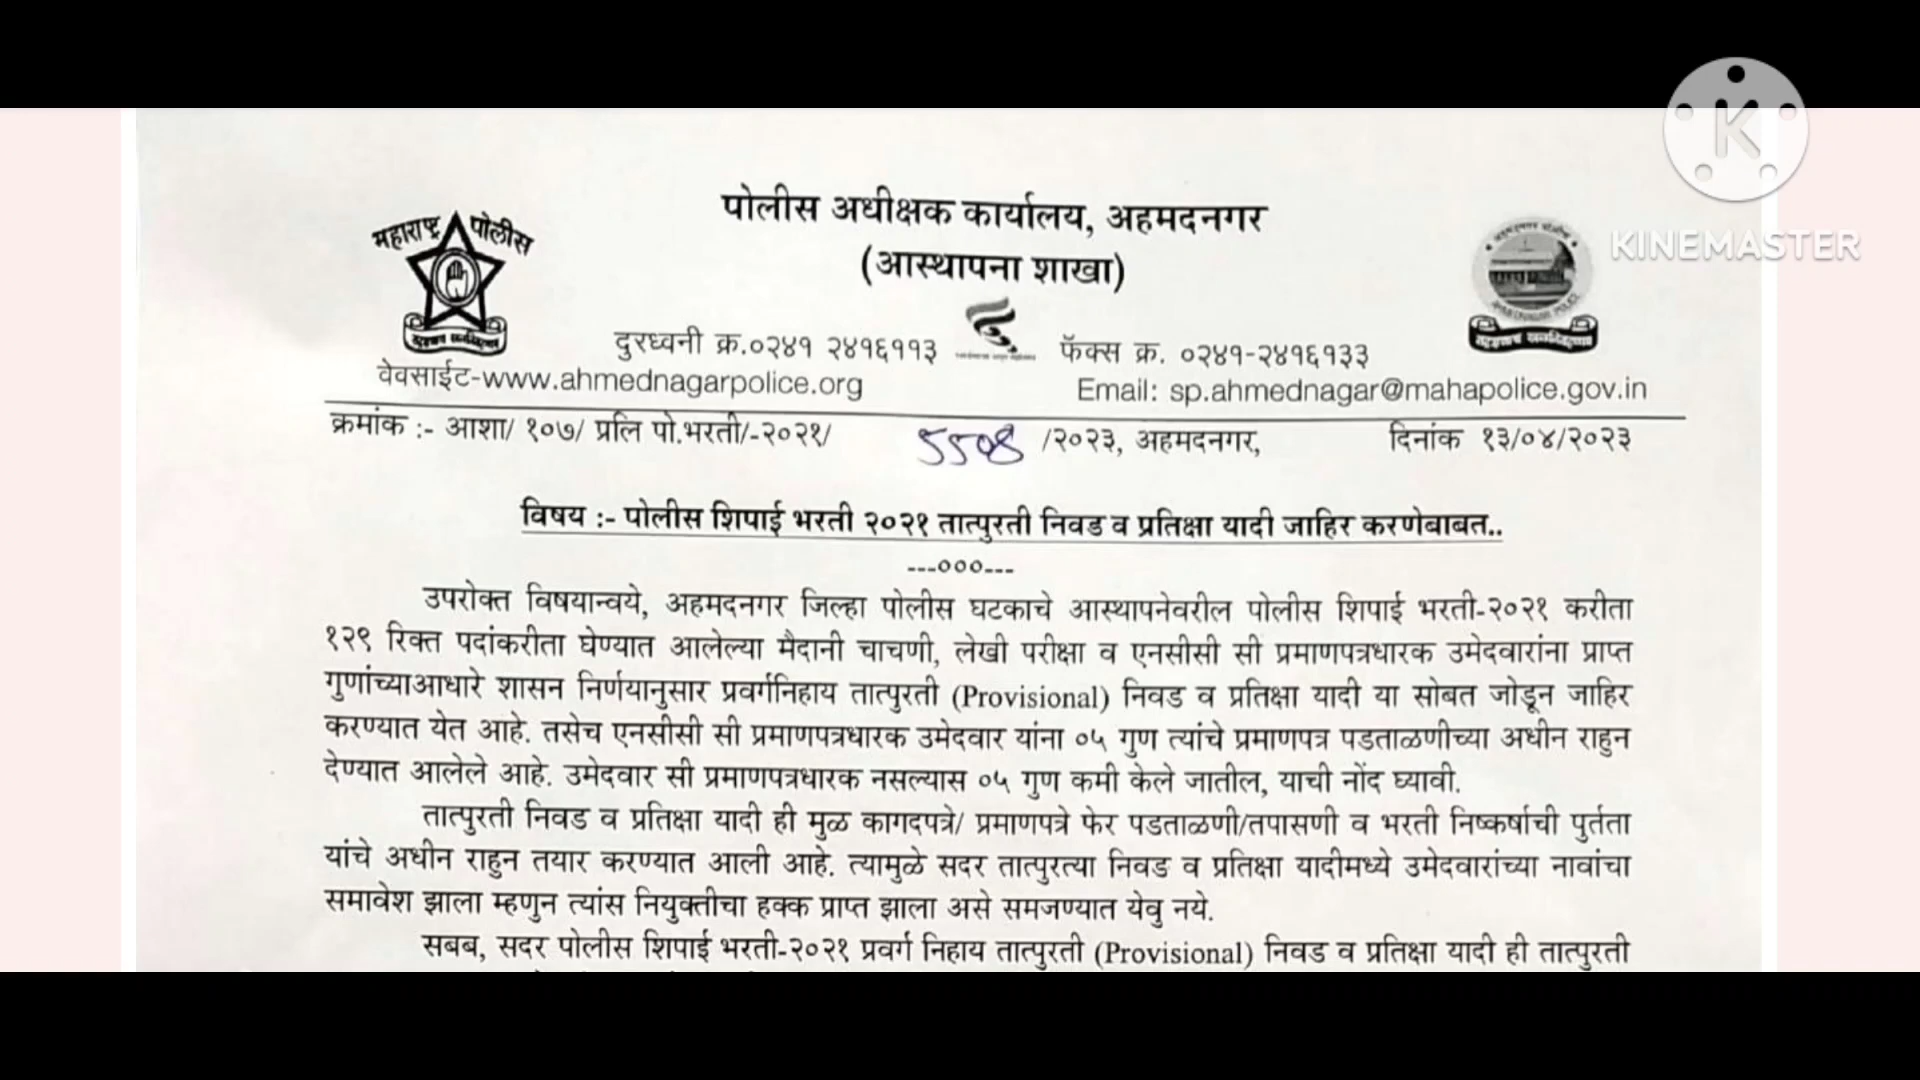 पोलीस अधीक्षक कार्यालय, अहमदनगर
(आस्थापना शाखा)
महाराष्ट्र पोलीस
KINEMASTER
दुरध्वनी क्र.०२४१ २४१६११३
फॅक्स क्र. ०२४१-२४१६१३३
वेवसाईट-www.ahmednagarpolice.org
Email: sp.ahmednagar@mahapolice.gov.in
क्रमांक :- आशा/ १०७/ प्रलि पो.भरती/-२०२१/ 5508 /२०२३, अहमदनगर, दिनांक १३/०४/२०२३
विषय :- पोलीस शिपाई भरती २०२१ तात्पुरती निवड व प्रतिक्षा यादी जाहिर करणेबाबत..
---०००---
उपरोक्त विषयान्वये, अहमदनगर जिल्हा पोलीस घटकाचे आस्थापनेवरील पोलीस शिपाई भरती-२०२१ करीता
१२९ रिक्त पदांकरीता घेण्यात आलेल्या मैदानी चाचणी, लेखी परीक्षा व एनसीसी सी प्रमाणपत्रधारक उमेदवारांना प्राप्त
गुणांच्याआधारे शासन निर्णयानुसार प्रवर्गनिहाय तात्पुरती (Provisional) निवड व प्रतिक्षा यादी या सोबत जोडून जाहिर
करण्यात येत आहे. तसेच एनसीसी सी प्रमाणपत्रधारक उमेदवार यांना ०५ गुण त्यांचे प्रमाणपत्र पडताळणीच्या अधीन राहुन
देण्यात आलेले आहे. उमेदवार सी प्रमाणपत्रधारक नसल्यास ०५ गुण कमी केले जातील, याची नोंद घ्यावी.
तात्पुरती निवड व प्रतिक्षा यादी ही मुळ कागदपत्रे/ प्रमाणपत्रे फेर पडताळणी/तपासणी व भरती निष्कर्षाची पुर्तता
यांचे अधीन राहुन तयार करण्यात आली आहे. त्यामुळे सदर तात्पुरत्या निवड व प्रतिक्षा यादीमध्ये उमेदवारांच्या नावांचा
समावेश झाला म्हणुन त्यांस नियुक्तीचा हक्क प्राप्त झाला असे समजण्यात येवु नये.
सबब, सदर पोलीस शिपाई भरती-२०२१ प्रवर्ग निहाय तात्पुरती (Provisional) निवड व प्रतिक्षा यादी ही तात्पुरती